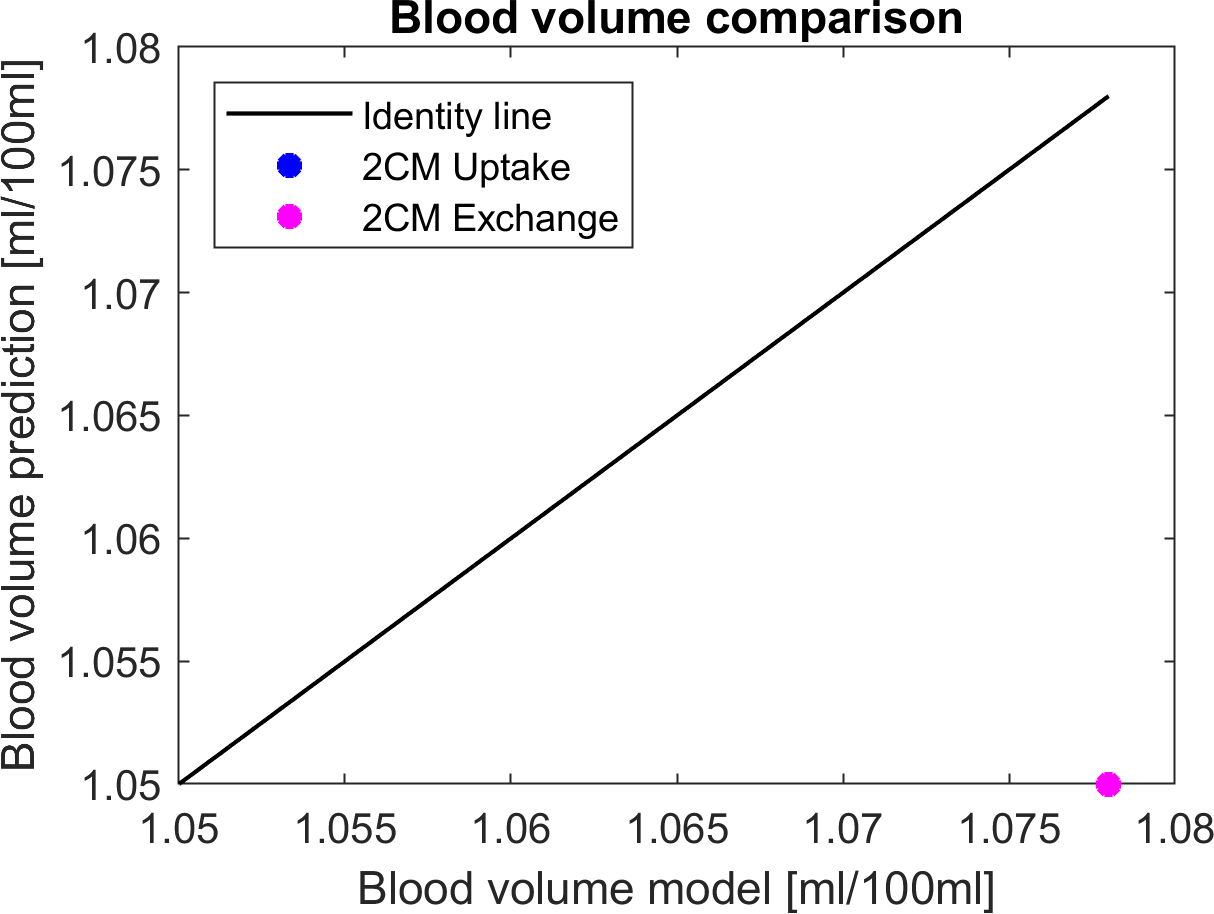 Blood volume comparison
Blood volume prediction [ml/100ml]
1.08
1.075
1.07
1.065
1.06
1.055
1.05
Identity line
2CM Uptake
2CM Exchange
1.05 1.055 1.06 1.065 1.07 1.075 1.08
Blood volume model [ml/100ml]